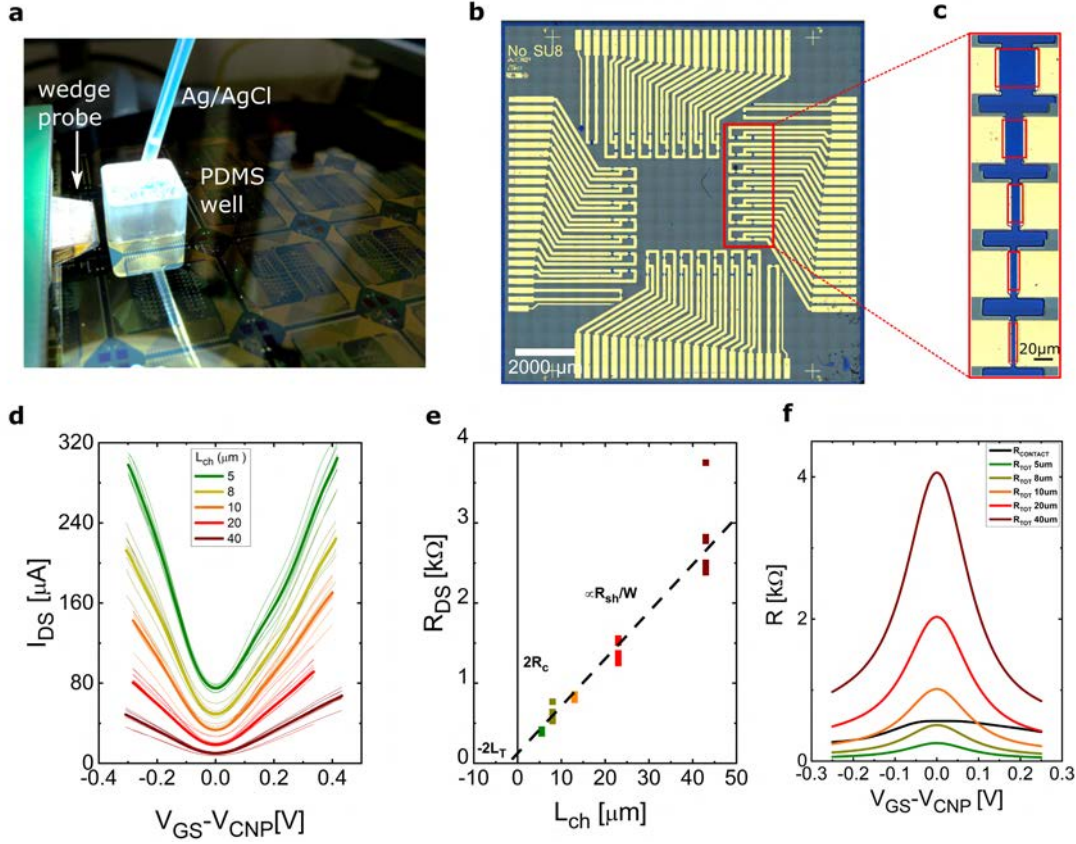 a
wedge
probe
Ag/AgCl
PDMS
well
b
No SU8
2000 μm
c
20μm
d
I_DS [μA]
320
240
160
80
0
L_ch (μm)
5
8
10
20
40
-0.4
-0.2
0.0
0.2
0.4
V_GS-V_CNP[V]
e
R_DS [kΩ]
4
3
2
1
0
∝R_sh/W
2R_c
-2L_T
-10
0
10
20
30
40
50
L_ch [μm]
f
R [kΩ]
4
2
0
R_CONTACT
R_TOT 5um
R_TOT 8um
R_TOT 10um
R_TOT 20um
R_TOT 40um
-0.3
-0.2
-0.1
0.0
0.1
0.2
0.3
V_GS-V_CNP [V]